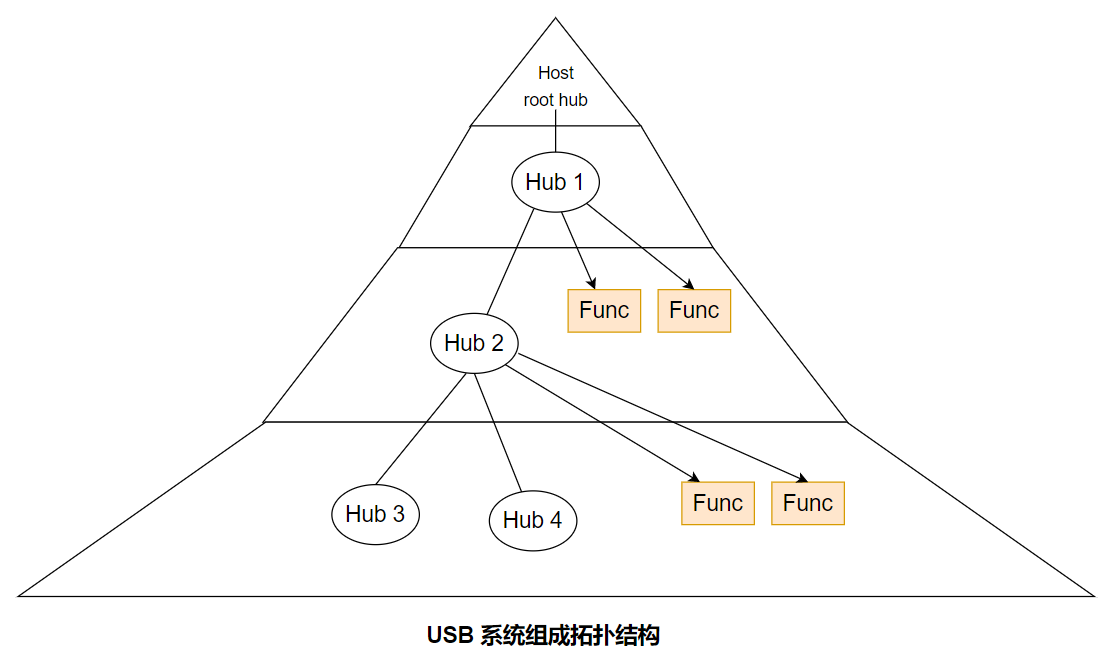 Host
root hub
Hub 1
Func
Func
Hub 2
Hub 3
Hub 4
Func
Func
USB 系统组成拓扑结构